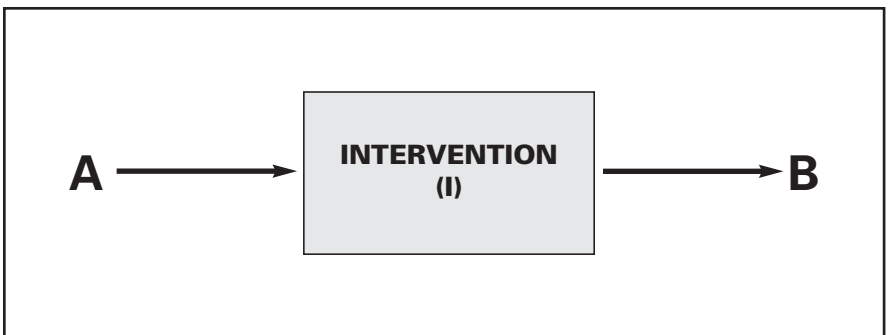 A
INTERVENTION
(I)
B